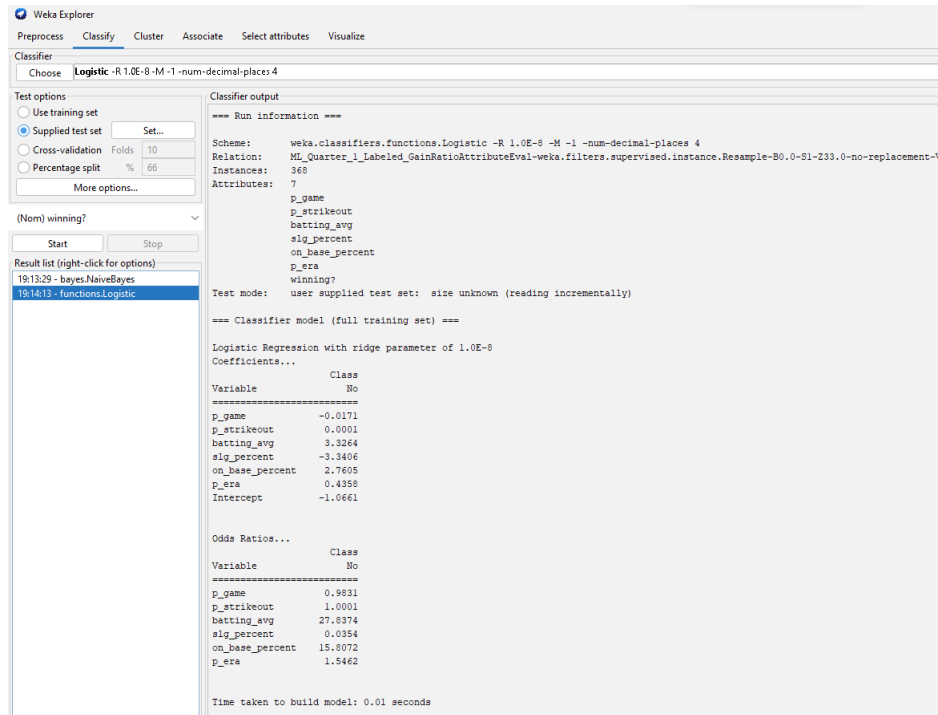 Weka Explorer
Preprocess Classify Cluster Associate Select attributes Visualize
Classifier
Choose Logistic -R 1.0E-8 -M -1 -num-decimal-places 4
Test options
Use training set
Supplied test set Set...
Cross-validation Folds 10
Percentage split % 66
More options...
(Nom) winning?
Start Stop
Result list (right-click for options)
19:13:29 - bayes.NaiveBayes
19:14:13 - functions.Logistic
Classifier output
=== Run information ===
Scheme: weka.classifiers.functions.Logistic -R 1.0E-8 -M -1 -num-decimal-places 4
Relation: ML_Quarter_1_Labeled_GainRatioAttributeEval-weka.filters.supervised.instance.Resample-B0.0-S1-Z33.0-no-replacement-V
Instances: 368
Attributes: 7
p_game
p_strikeout
batting_avg
slg_percent
on_base_percent
p_era
winning?
Test mode: user supplied test set: size unknown (reading incrementally)
=== Classifier model (full training set) ===
Logistic Regression with ridge parameter of 1.0E-8
Coefficients...
Class
Variable No
===========================
p_game -0.0171
p_strikeout 0.0001
batting_avg 3.3264
slg_percent -3.3406
on_base_percent 2.7605
p_era 0.4358
Intercept -1.0661
Odds Ratios...
Class
Variable No
===========================
p_game 0.9831
p_strikeout 1.0001
batting_avg 27.8374
slg_percent 0.0354
on_base_percent 15.8072
p_era 1.5462
Time taken to build model: 0.01 seconds